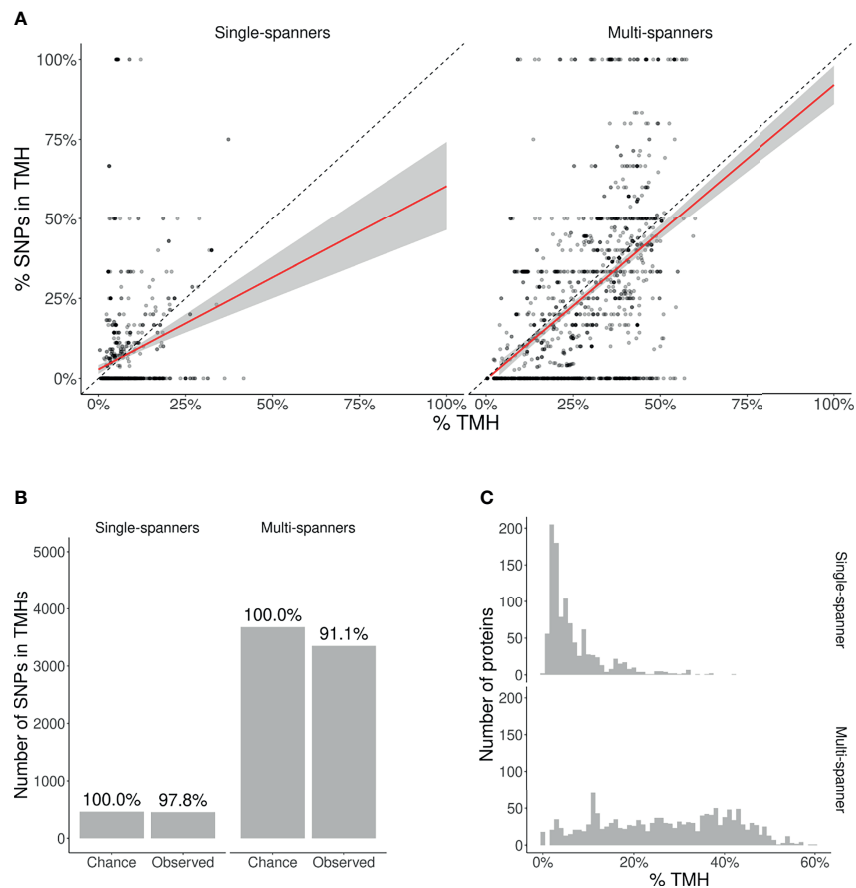 A
Single-spanners
Multi-spanners
% SNPs in TMH
100%
75%
50%
25%
0%
0%
25%
50%
75%
100%
0%
25%
50%
75%
100%
% TMH
B
Single-spanners
Multi-spanners
Number of SNPs in TMHs
5000
4000
3000
2000
1000
0
100.0%
97.8%
100.0%
91.1%
Chance
Observed
Chance
Observed
C
Number of proteins
200
150
100
50
0
Single-spanner
200
150
100
50
0
Multi-spanner
0%
20%
40%
60%
% TMH